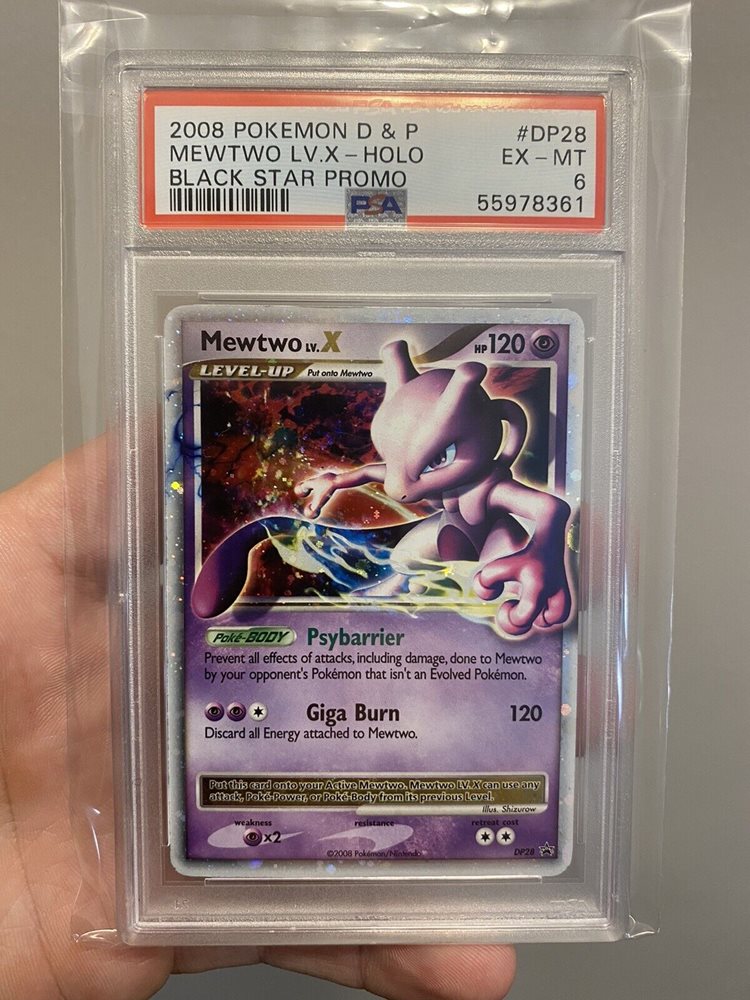 2008 POKEMON D & P #DP28
MEWTWO LV.X - HOLO EX - MT
BLACK STAR PROMO 6
PSA 55978361
Mewtwo LV.X HP 120
LEVEL-UP Put onto Mewtwo
Poké-BODY Psybarrier
Prevent all effects of attacks, including damage, done to Mewtwo
by your opponent's Pokémon that isn't an Evolved Pokémon.
Giga Burn 120
Discard all Energy attached to Mewtwo.
Put this card onto your Active Mewtwo. Mewtwo LV.X can use any
attack, Poké-Power, or Poké-Body from its previous Level.
Illus. Shizurow
weakness resistance retreat cost
x2
©2008 Pokémon/Nintendo DP28